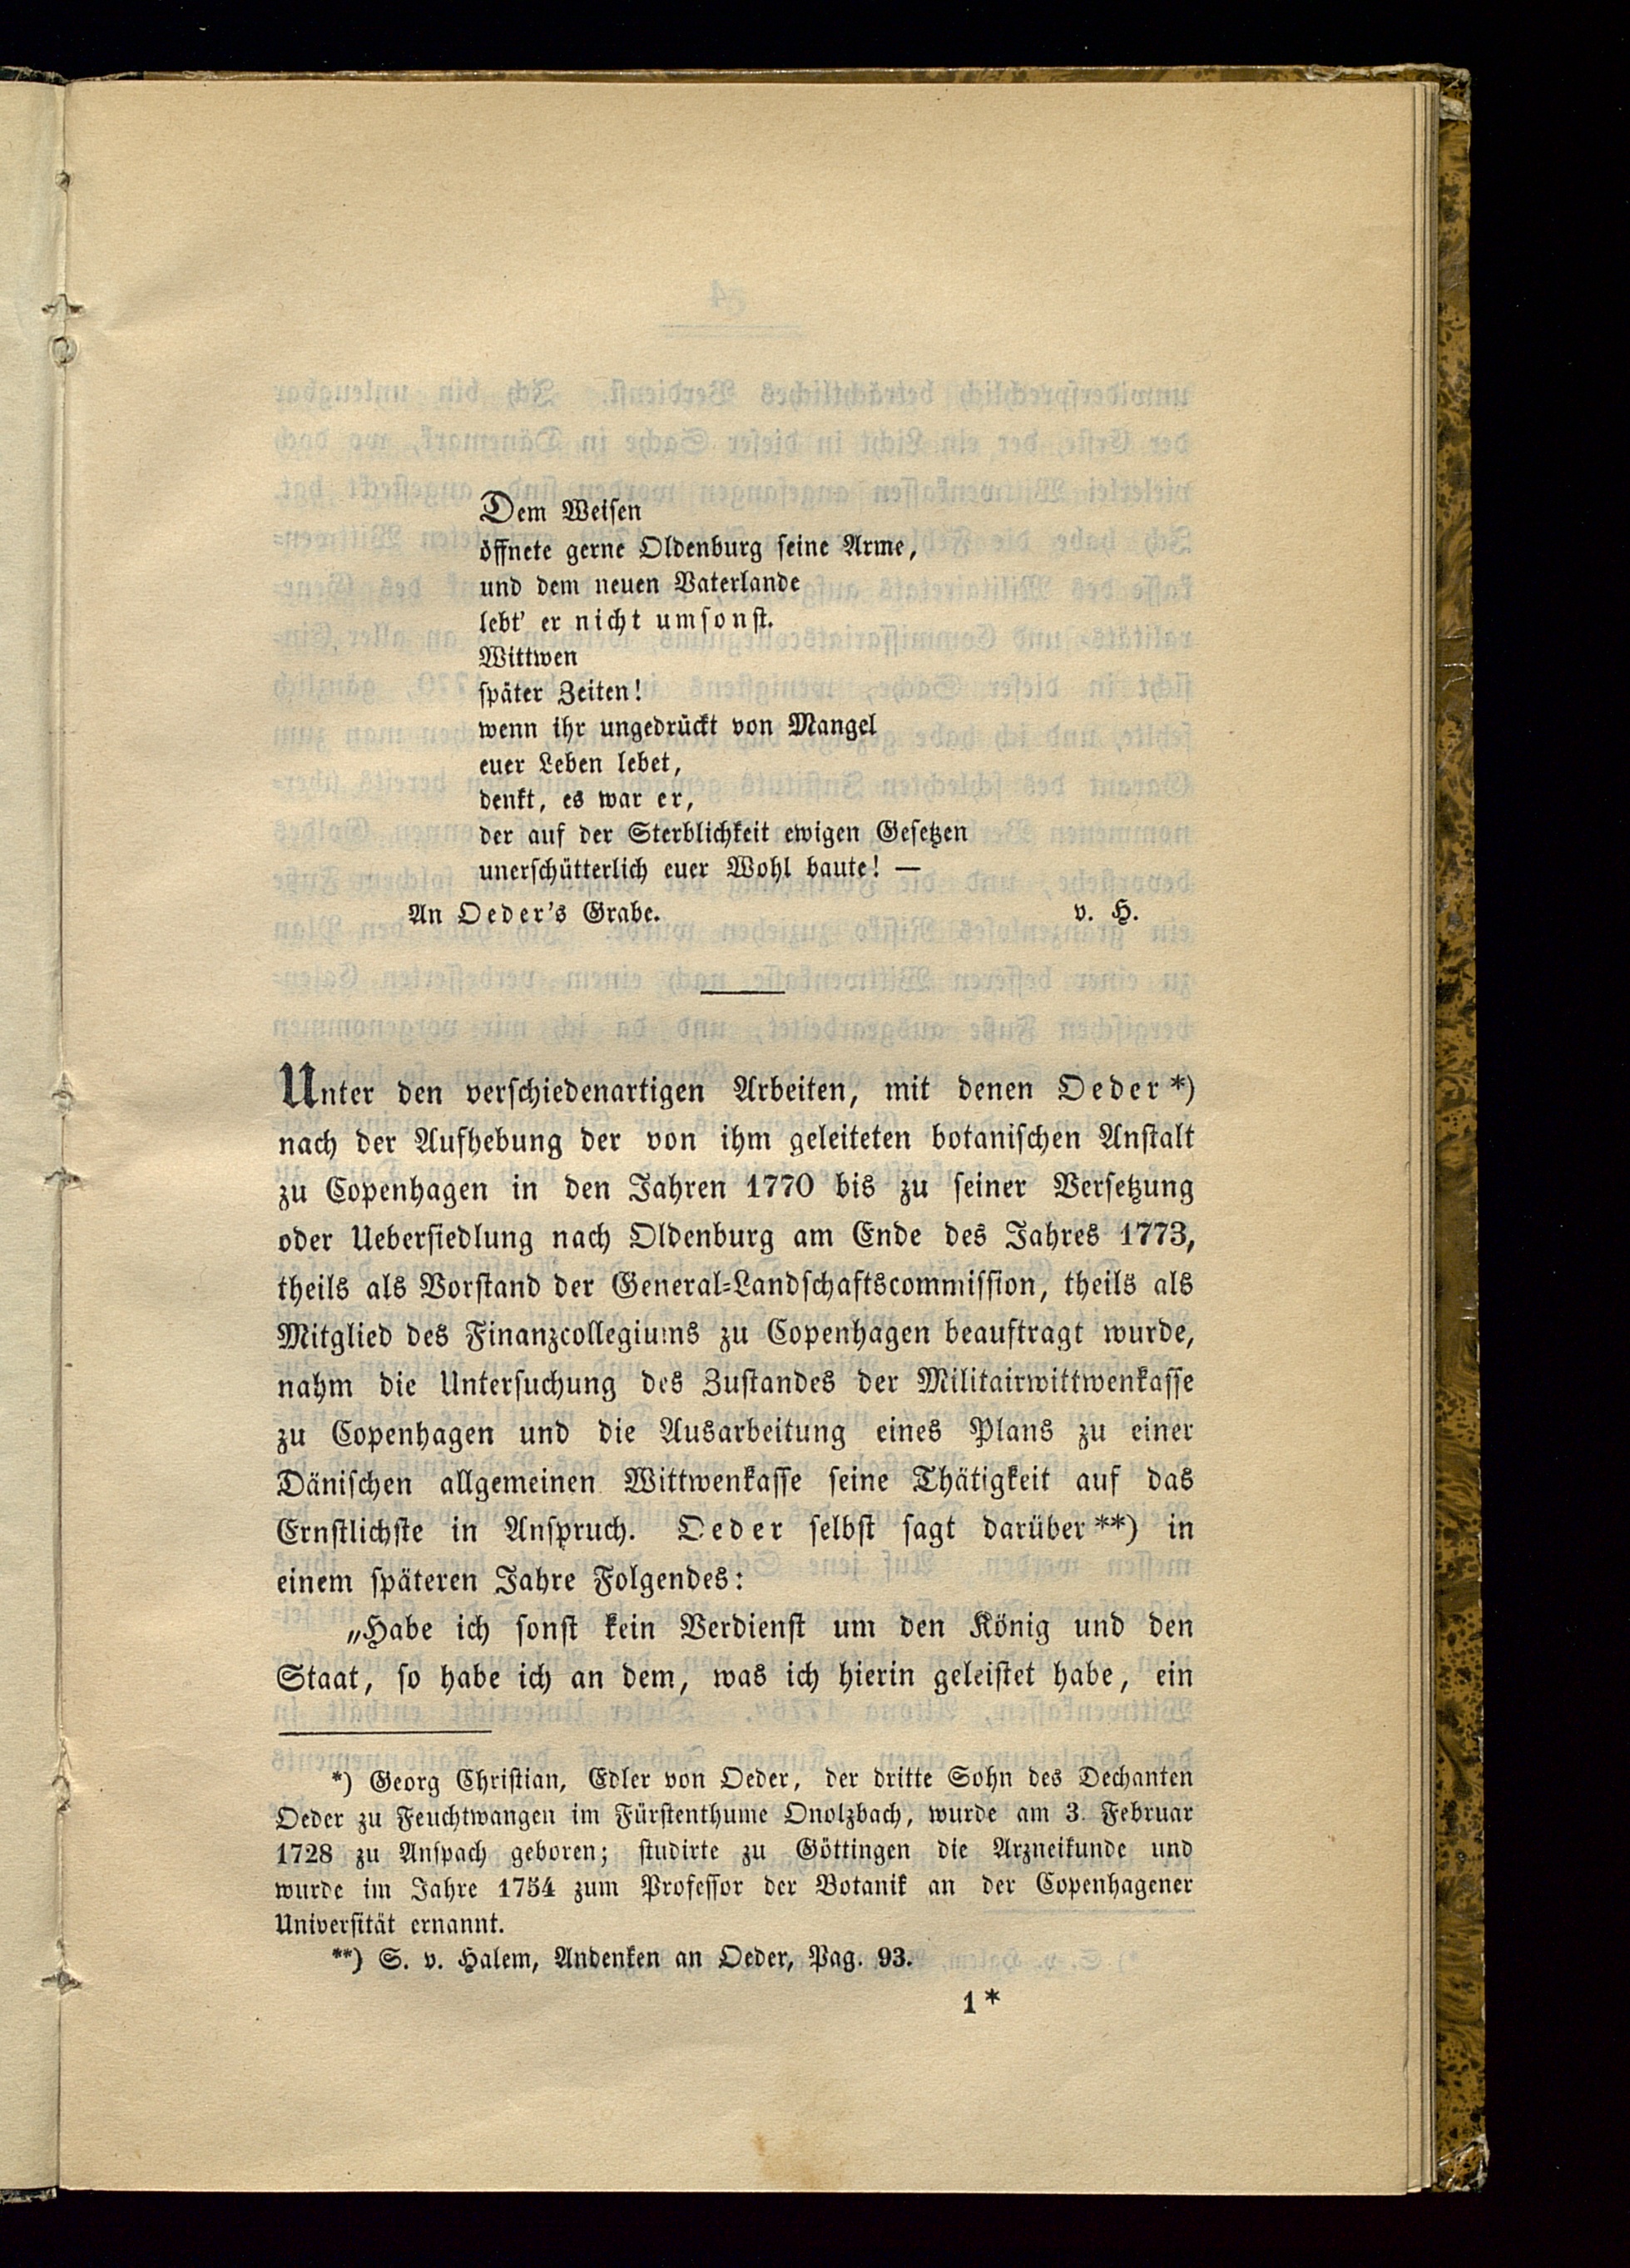 Dem Weisen
öffnete gerne Oldenburg seine Arme,
und dem neuen Vaterlande
lebt' er nicht umsonst.
Wittwen
später Zeiten!
wenn ihr ungedrückt von Mangel
euer Leben lebet,
denkt, es war er,
der auf der Sterblichkeit ewigen Gesetzen
unerschütterlich euer Wohl baute! —
An Oeder's Grabe. v. H.
Unter den verschiedenartigen Arbeiten, mit denen Oeder *)
nach der Aufhebung der von ihm geleiteten botanischen Anstalt
zu Copenhagen in den Jahren 1770 bis zu seiner Versetzung
oder Uebersiedlung nach Oldenburg am Ende des Jahres 1773,
theils als Vorstand der General-Landschaftscommission, theils als
Mitglied des Finanzcollegiums zu Copenhagen beauftragt wurde,
nahm die Untersuchung des Zustandes der Militairwittwenkasse
zu Copenhagen und die Ausarbeitung eines Plans zu einer
Dänischen allgemeinen Wittwenkasse seine Thätigkeit auf das
Ernstlichste in Anspruch. Oeder selbst sagt darüber **) in
einem späteren Jahre Folgendes:
„Habe ich sonst kein Verdienst um den König und den
Staat, so habe ich an dem, was ich hierin geleistet habe, ein
*) Georg Christian, Edler von Oeder, der dritte Sohn des Dechanten
Oeder zu Feuchtwangen im Fürstenthume Onolzbach, wurde am 3. Februar
1728 zu Anspach geboren; studirte zu Göttingen die Arzneikunde und
wurde im Jahre 1754 zum Professor der Botanik an der Copenhagener
Universität ernannt.
**) S. v. Halem, Andenken an Oeder, Pag. 93.
1*